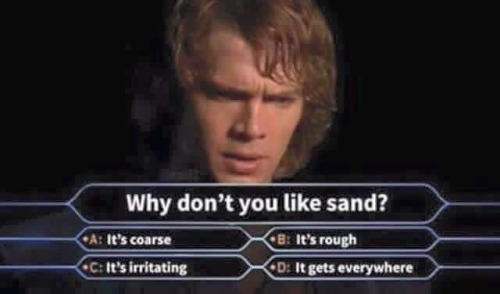 Why don't you like sand?
A: It's coarse
B: It's rough
C: It's irritating
D: It gets everywhere